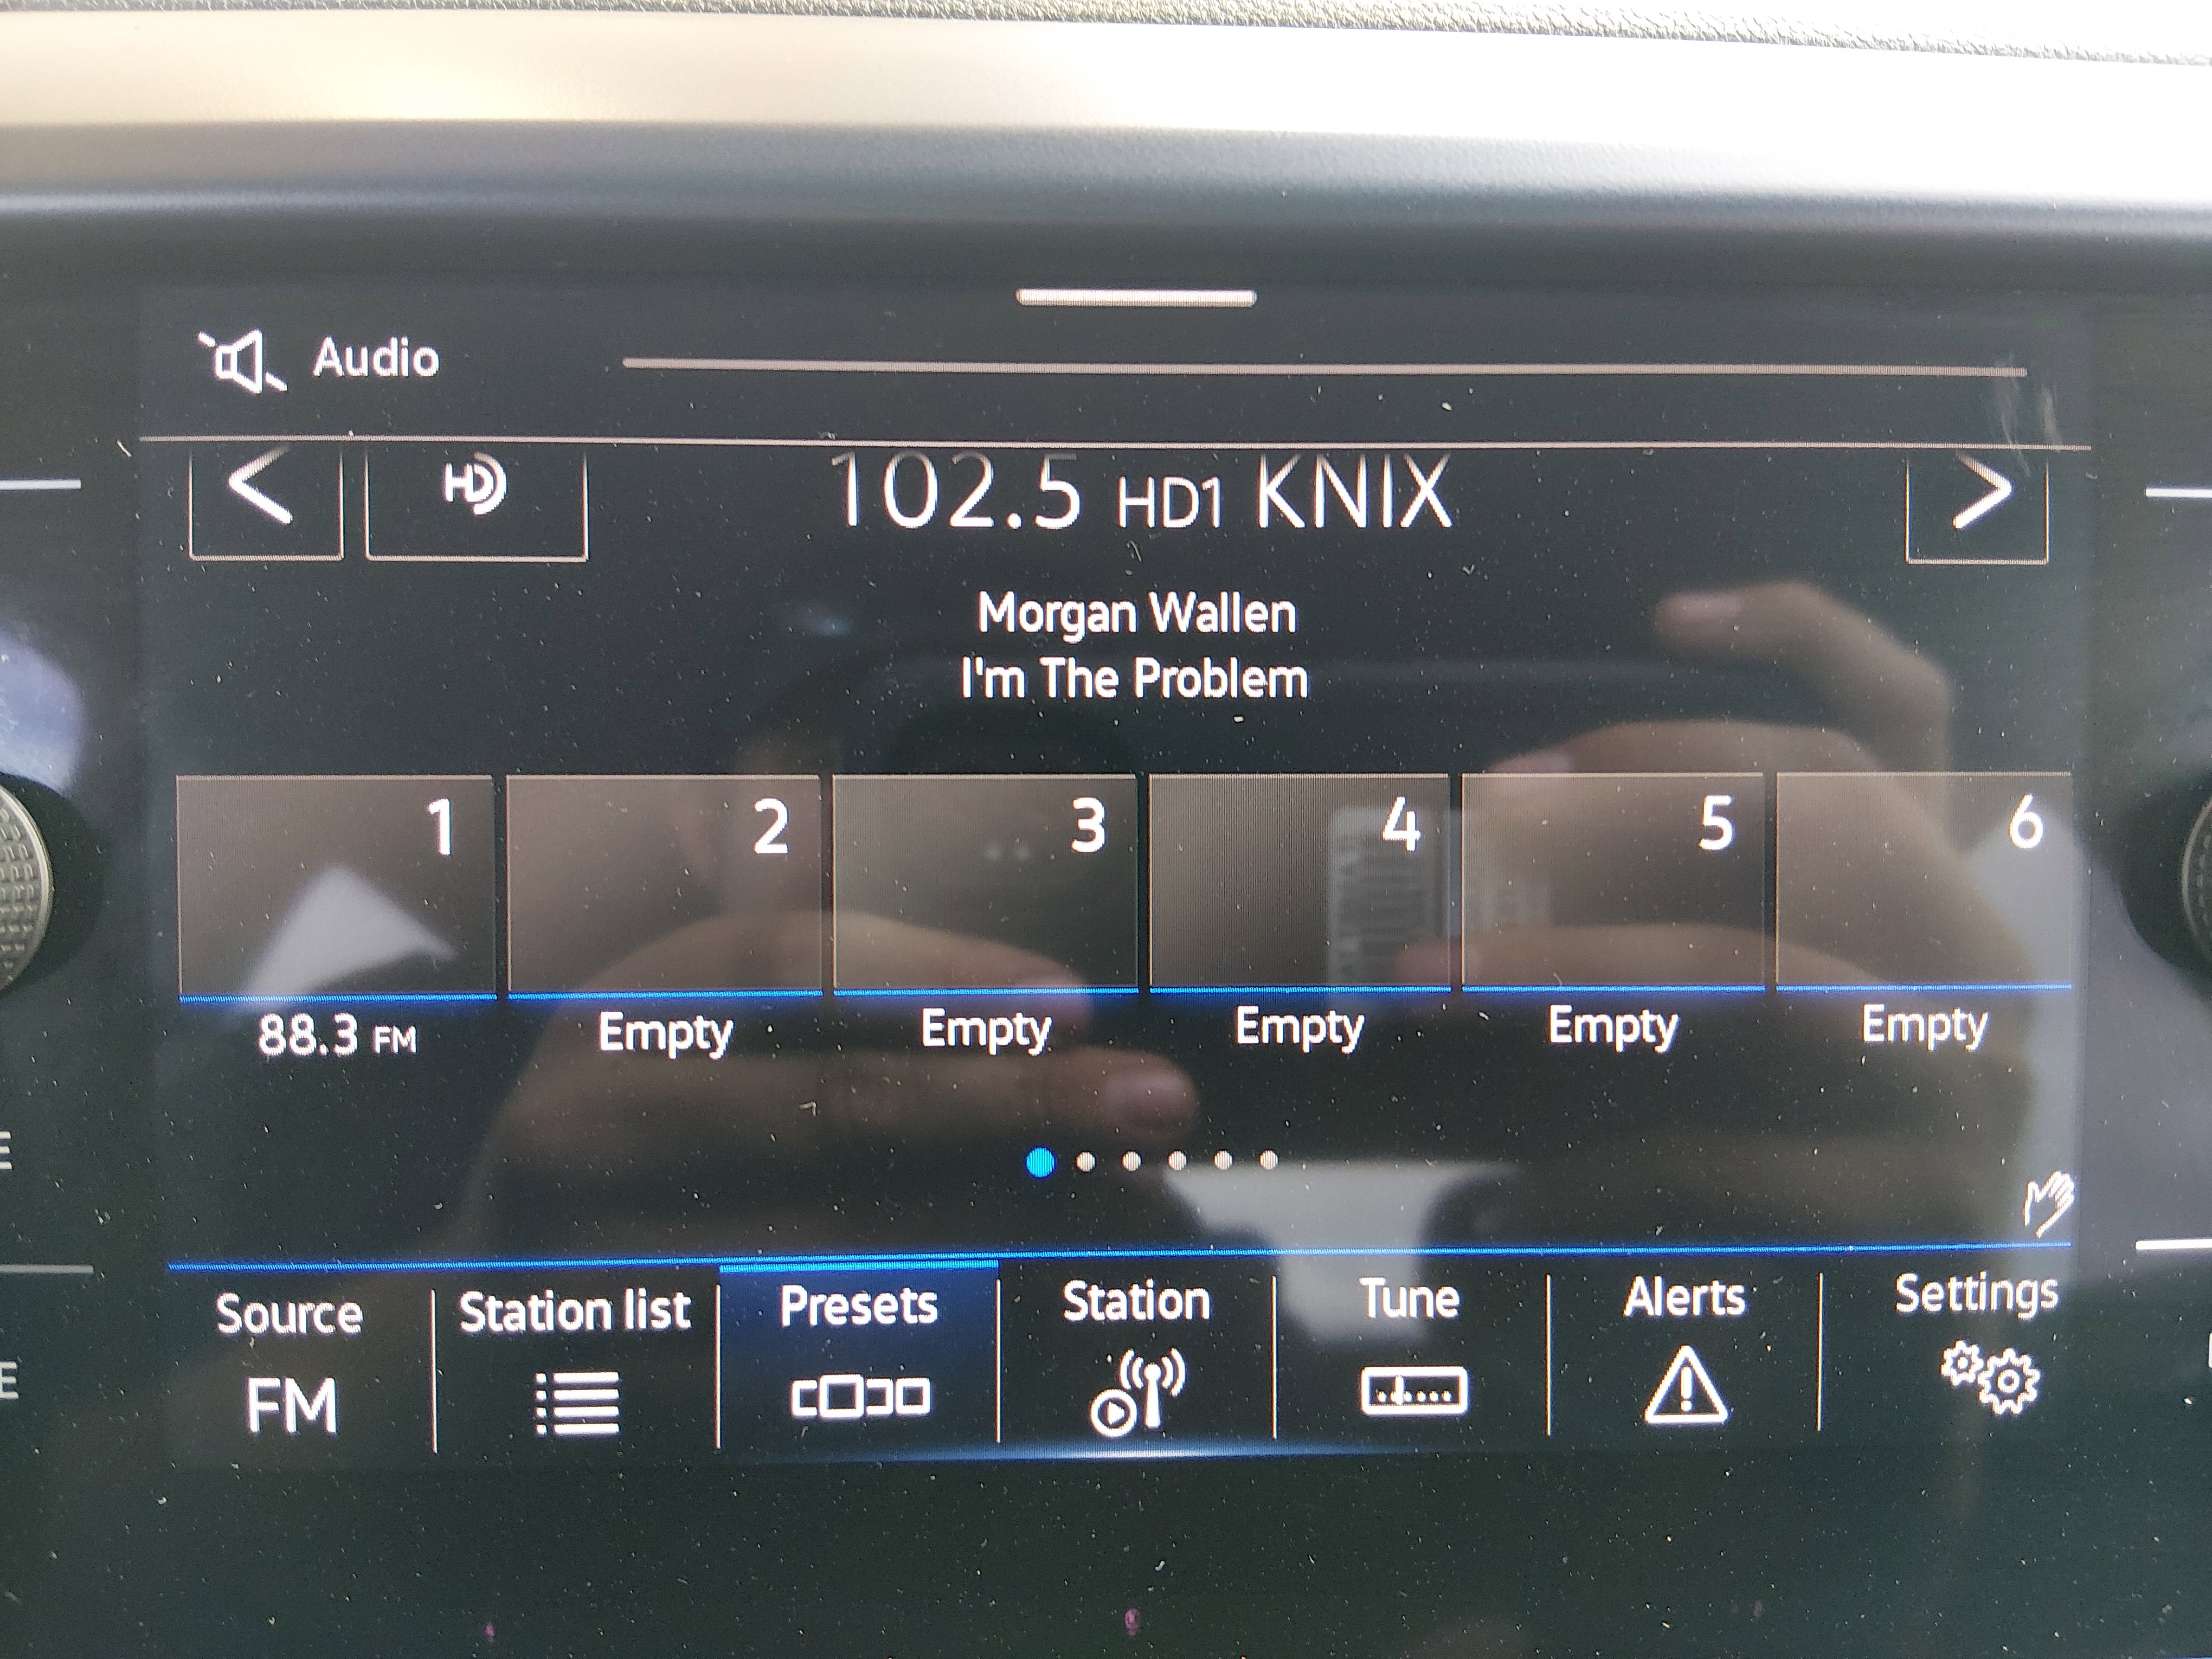 Audio
HD
102.5 HD1 KNIX
Morgan Wallen
I'm The Problem
1
2
3
4
5
6
88.3 FM
Empty
Empty
Empty
Empty
Empty
E
Source
Station list
Presets
Station
Tune
Alerts
Settings
E
FM